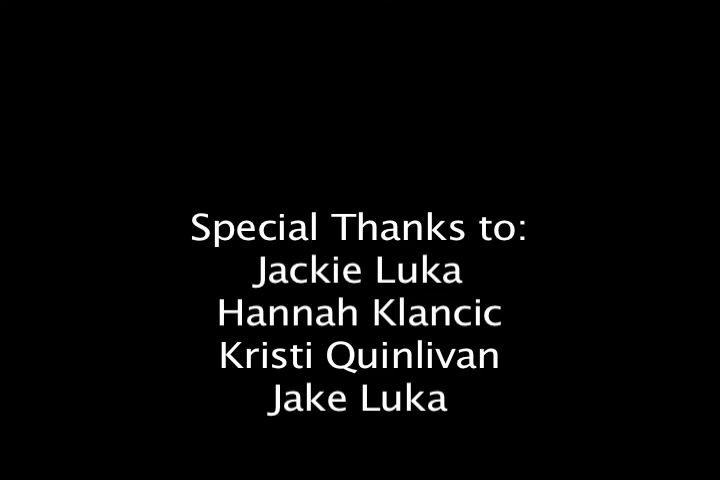 Special Thanks to:
Jackie Luka
Hannah Klancic
Kristi Quinlivan
Jake Luka